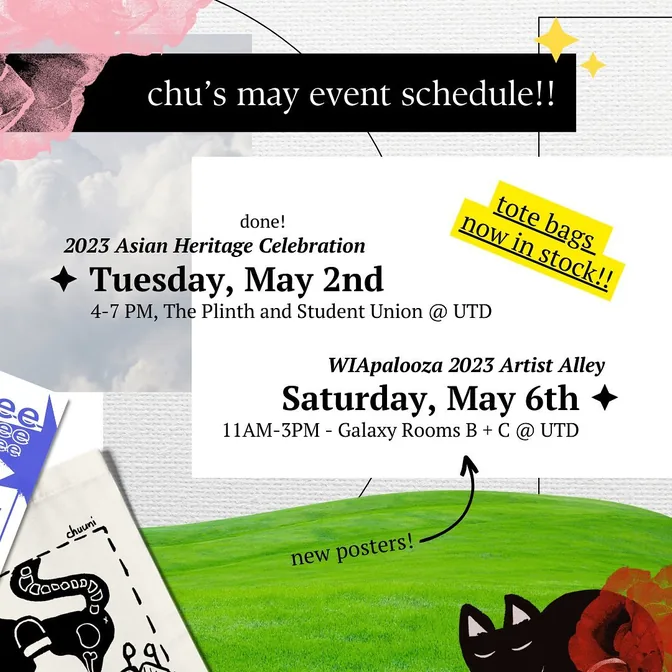 chu's may event schedule!!
tote bags
now in stock!!
done!
2023 Asian Heritage Celebration
Tuesday, May 2nd
4-7 PM, The Plinth and Student Union @ UTD
WIApalooza 2023 Artist Alley
Saturday, May 6th
11AM-3PM - Galaxy Rooms B + C @ UTD
new posters!
chuuni